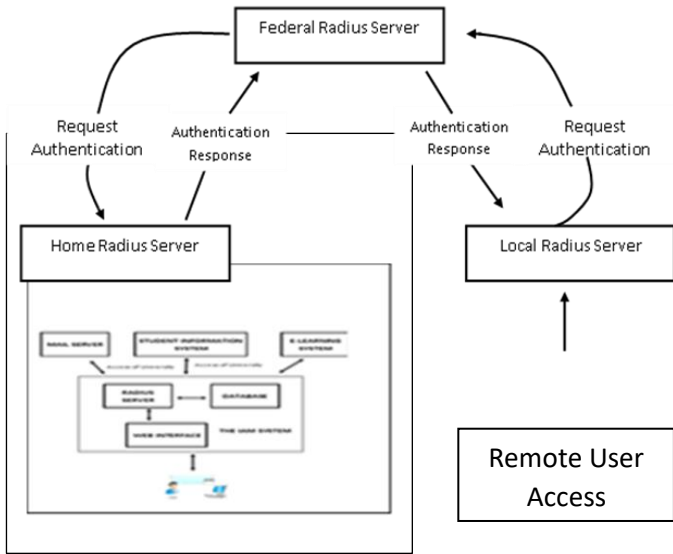 Federal Radius Server
Request
Authentication
Authentication
Response
Authentication
Response
Request
Authentication
Home Radius Server
Local Radius Server
MAIL SERVER
STUDENT INFORMATION
SYSTEM
E-LEARNING
SYSTEM
RADIUS
SERVER
DATABASE
WEB INTERFACE
SYSTEM
Remote User
Access